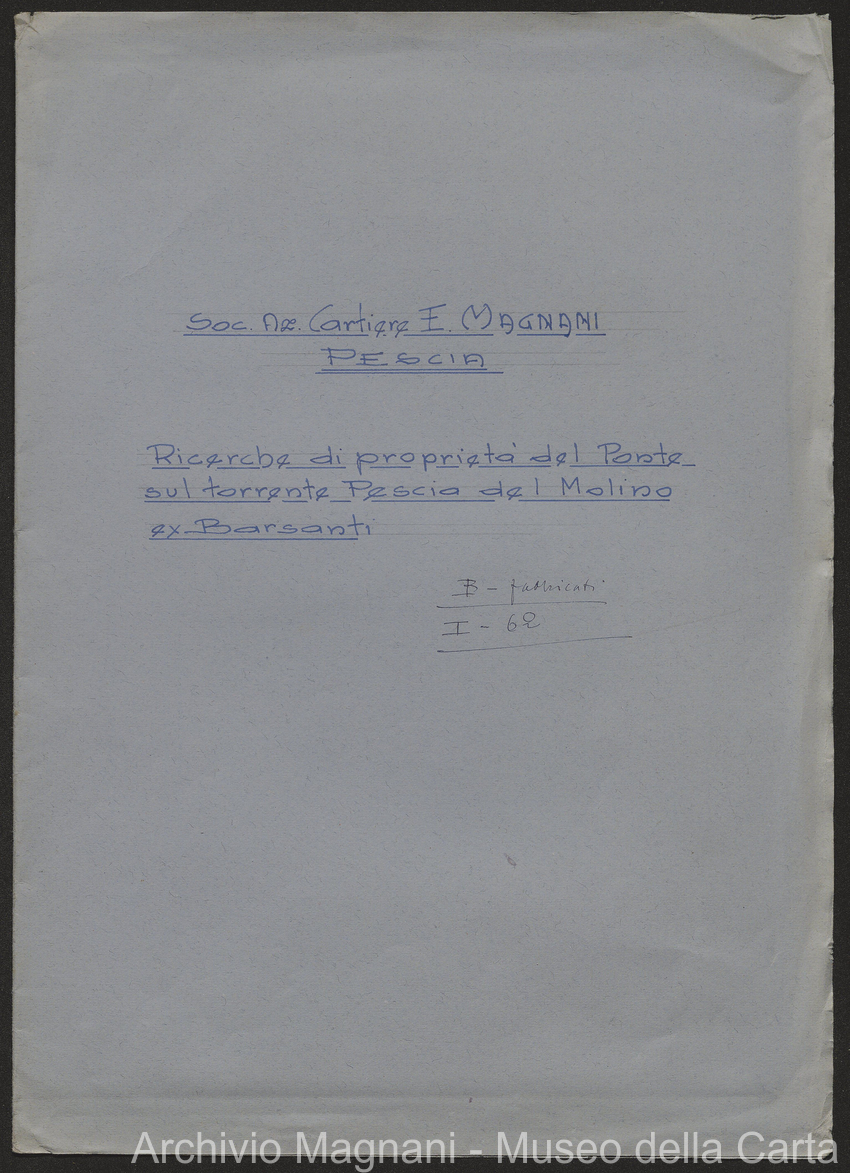 Soc. Az. Cartiere E. MAGNANI
PESCIA
Ricerche di proprietà del Ponte
sul torrente Pescia del Molino
ex Barsanti
B - fabbricati
I - 62
Archivio Magnani - Museo della Carta